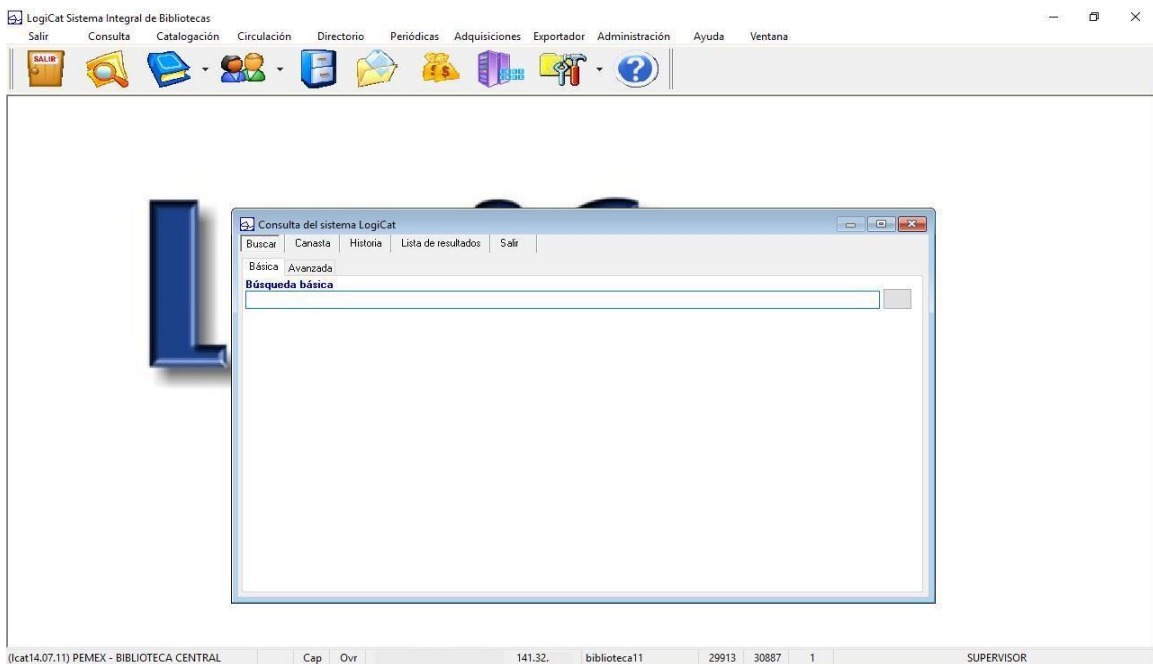 LogiCat Sistema Integral de Bibliotecas
Salir Consulta Catalogación Circulación Directorio Periódicas Adquisiciones Exportador Administración Ayuda Ventana
SALIR
Consulta del sistema LogiCat
Buscar Canasta Historia Lista de resultados Salir
Básica Avanzada
Búsqueda básica
(lcat14.07.11) PEMEX - BIBLIOTECA CENTRAL Cap Ovr 141.32. biblioteca11 29913 30887 1 SUPERVISOR